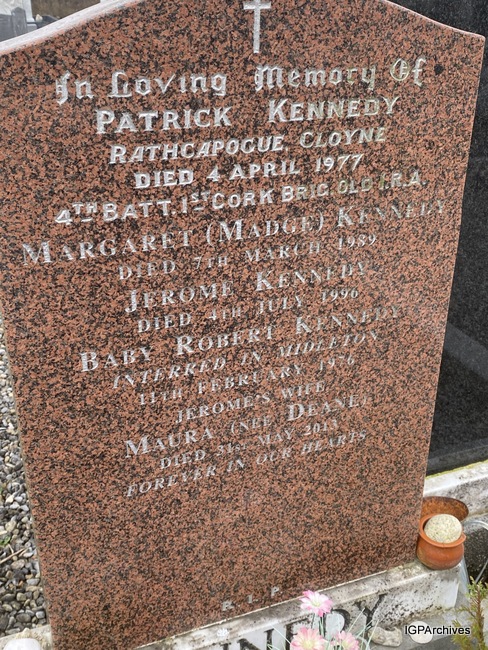 In Loving Memory Of
PATRICK KENNEDY
RATHCAPOGUE, CLOYNE
DIED 4 APRIL 1977
4TH BATT. 1ST CORK BRIG. OLD I.R.A.
MARGARET (MADGE) KENNEDY
DIED 7TH MARCH 1989
JEROME KENNEDY
DIED 4TH JULY 1996
BABY ROBERT KENNEDY
INTERRED IN MIDLETON
11TH FEBRUARY 1976
JEROME'S WIFE
MAURA (NEE DEANE)
DIED 31ST MAY 2013
FOREVER IN OUR HEARTS
R.I.P.
IGPArchives